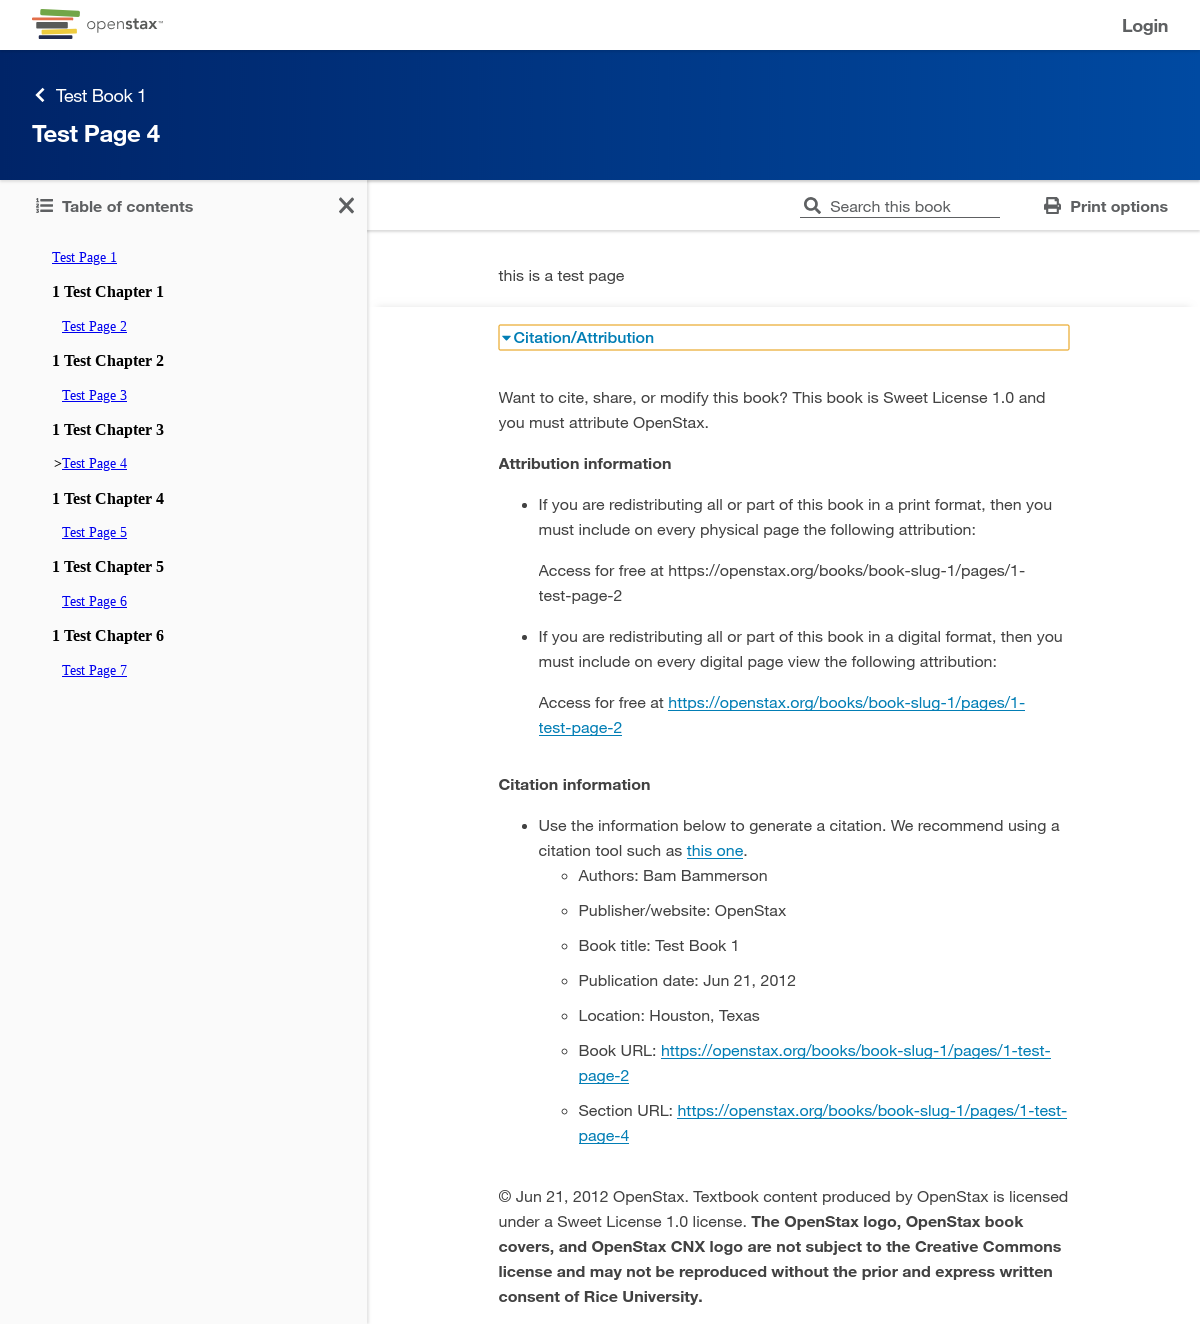 openstax™
Login
Test Book 1
Test Page 4
Table of contents
Search this book
Print options
Test Page 1
1 Test Chapter 1
Test Page 2
1 Test Chapter 2
Test Page 3
1 Test Chapter 3
>Test Page 4
1 Test Chapter 4
Test Page 5
1 Test Chapter 5
Test Page 6
1 Test Chapter 6
Test Page 7
this is a test page
Citation/Attribution
Want to cite, share, or modify this book? This book is Sweet License 1.0 and
you must attribute OpenStax.
Attribution information
• If you are redistributing all or part of this book in a print format, then you
must include on every physical page the following attribution:
Access for free at https://openstax.org/books/book-slug-1/pages/1-
test-page-2
• If you are redistributing all or part of this book in a digital format, then you
must include on every digital page view the following attribution:
Access for free at https://openstax.org/books/book-slug-1/pages/1-
test-page-2
Citation information
• Use the information below to generate a citation. We recommend using a
citation tool such as this one.
◦ Authors: Bam Bammerson
◦ Publisher/website: OpenStax
◦ Book title: Test Book 1
◦ Publication date: Jun 21, 2012
◦ Location: Houston, Texas
◦ Book URL: https://openstax.org/books/book-slug-1/pages/1-test-
page-2
◦ Section URL: https://openstax.org/books/book-slug-1/pages/1-test-
page-4
© Jun 21, 2012 OpenStax. Textbook content produced by OpenStax is licensed
under a Sweet License 1.0 license. The OpenStax logo, OpenStax book
covers, and OpenStax CNX logo are not subject to the Creative Commons
license and may not be reproduced without the prior and express written
consent of Rice University.